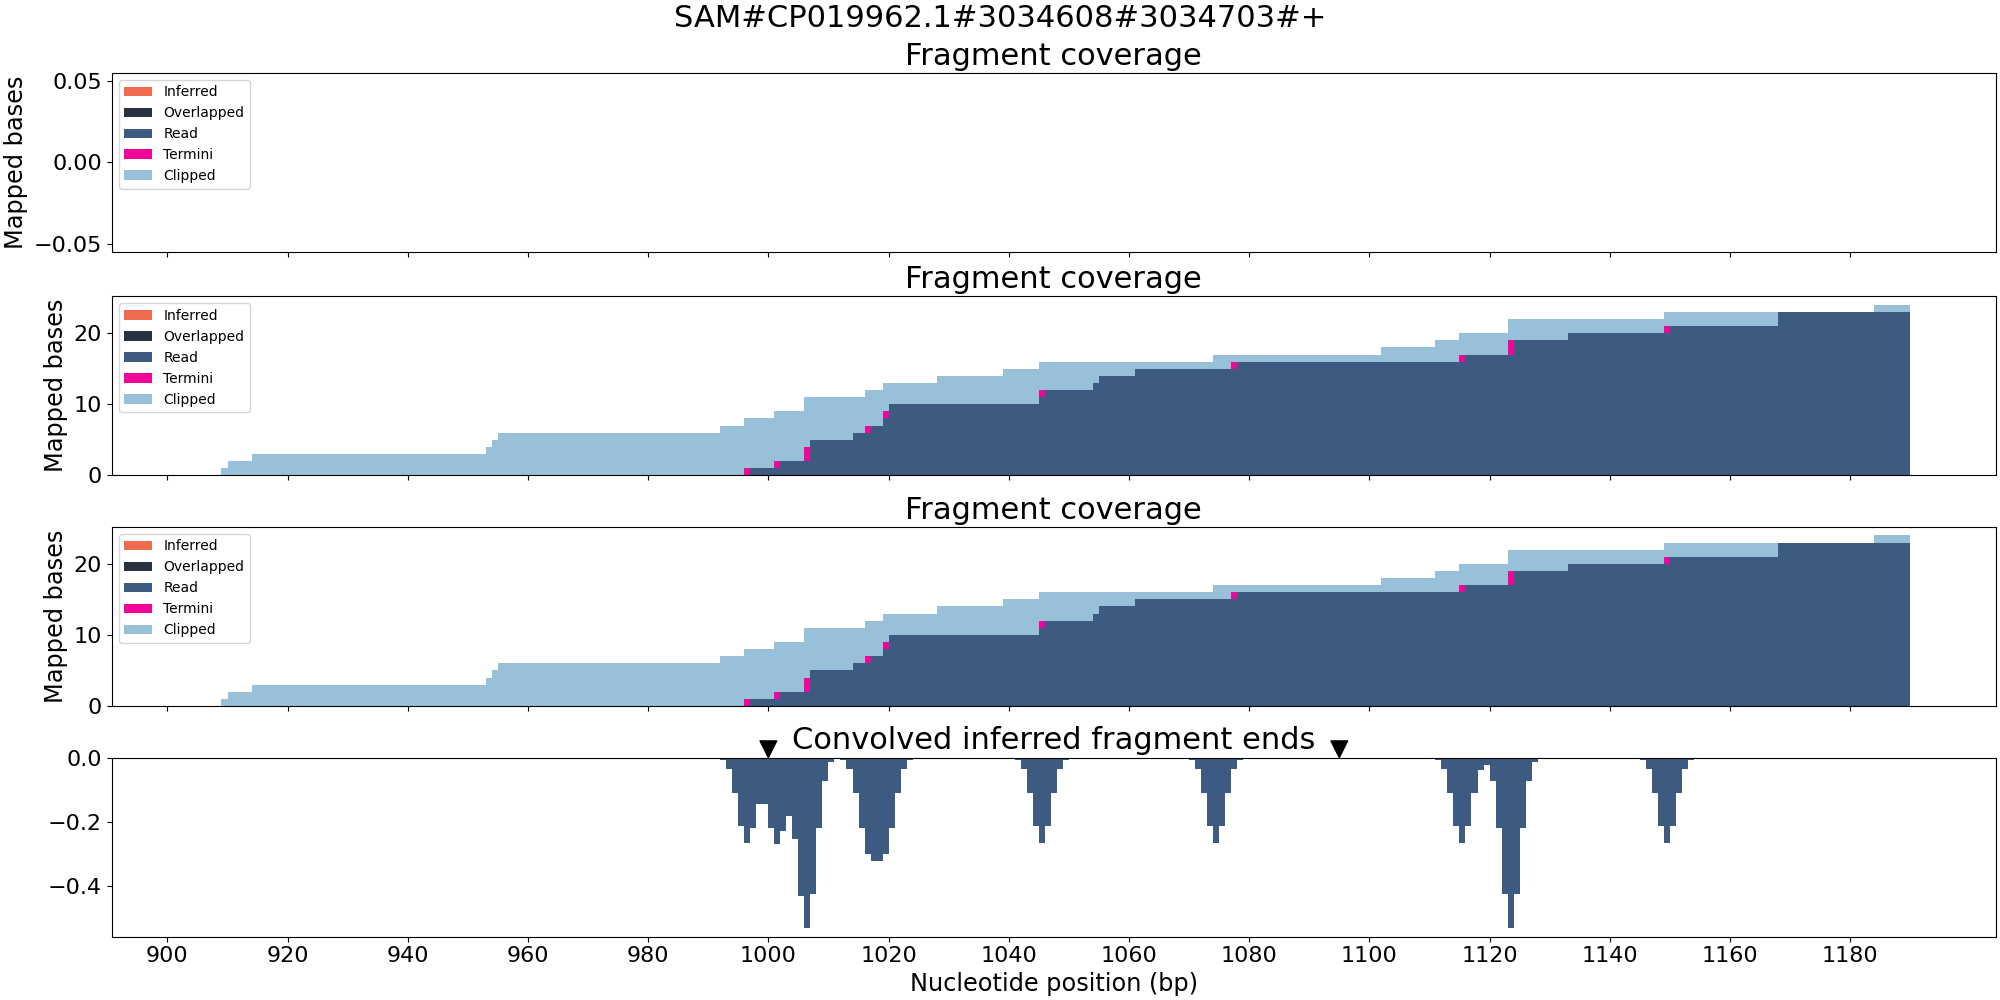 SAM#CP019962.1#3034608#3034703#+
Fragment coverage
Mapped bases
0.05
0.00
−0.05
Inferred
Overlapped
Read
Termini
Clipped
Fragment coverage
Mapped bases
20
10
0
Inferred
Overlapped
Read
Termini
Clipped
Fragment coverage
Mapped bases
20
10
0
Inferred
Overlapped
Read
Termini
Clipped
Convolved inferred fragment ends
0.0
−0.2
−0.4
900 920 940 960 980 1000 1020 1040 1060 1080 1100 1120 1140 1160 1180
Nucleotide position (bp)